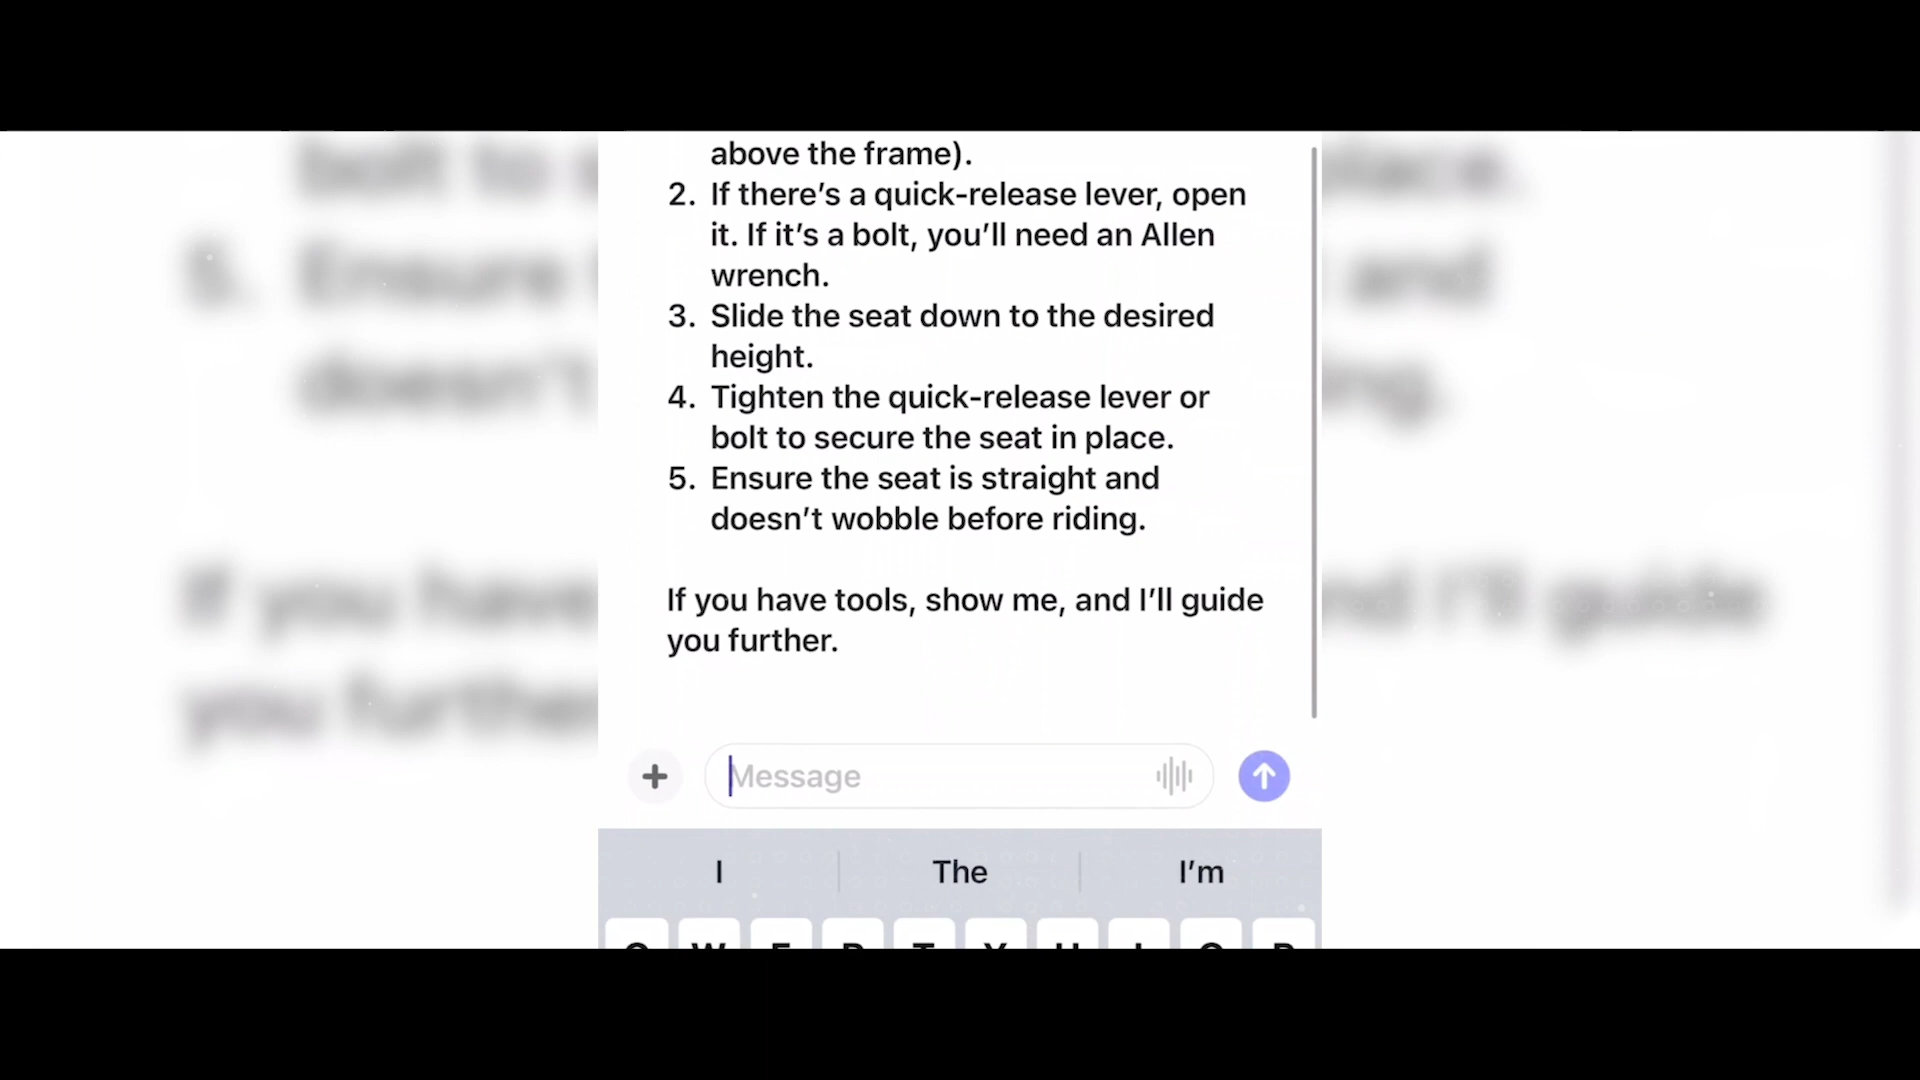 above the frame).
2. If there’s a quick-release lever, open
it. If it’s a bolt, you’ll need an Allen
wrench.
3. Slide the seat down to the desired
height.
4. Tighten the quick-release lever or
bolt to secure the seat in place.
5. Ensure the seat is straight and
doesn’t wobble before riding.
If you have tools, show me, and I’ll guide
you further.
Message
I The I’m